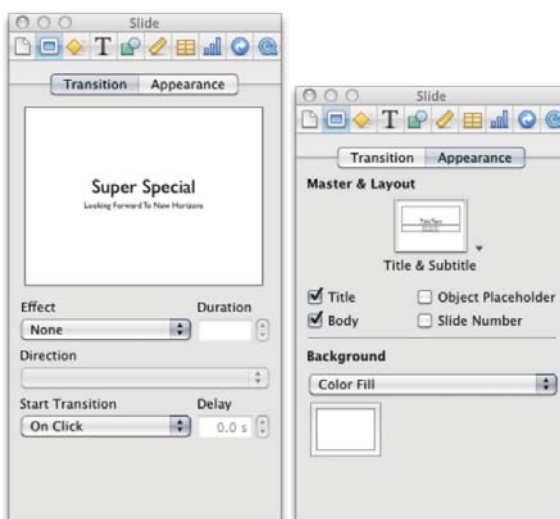 Slide
T
Transition Appearance
Super Special
Looking Forward To New Horizons
Effect Duration
None
Direction
Start Transition Delay
On Click 0.0 s
Slide
T
Transition Appearance
Master & Layout
Title & Subtitle
Title Object Placeholder
Body Slide Number
Background
Color Fill